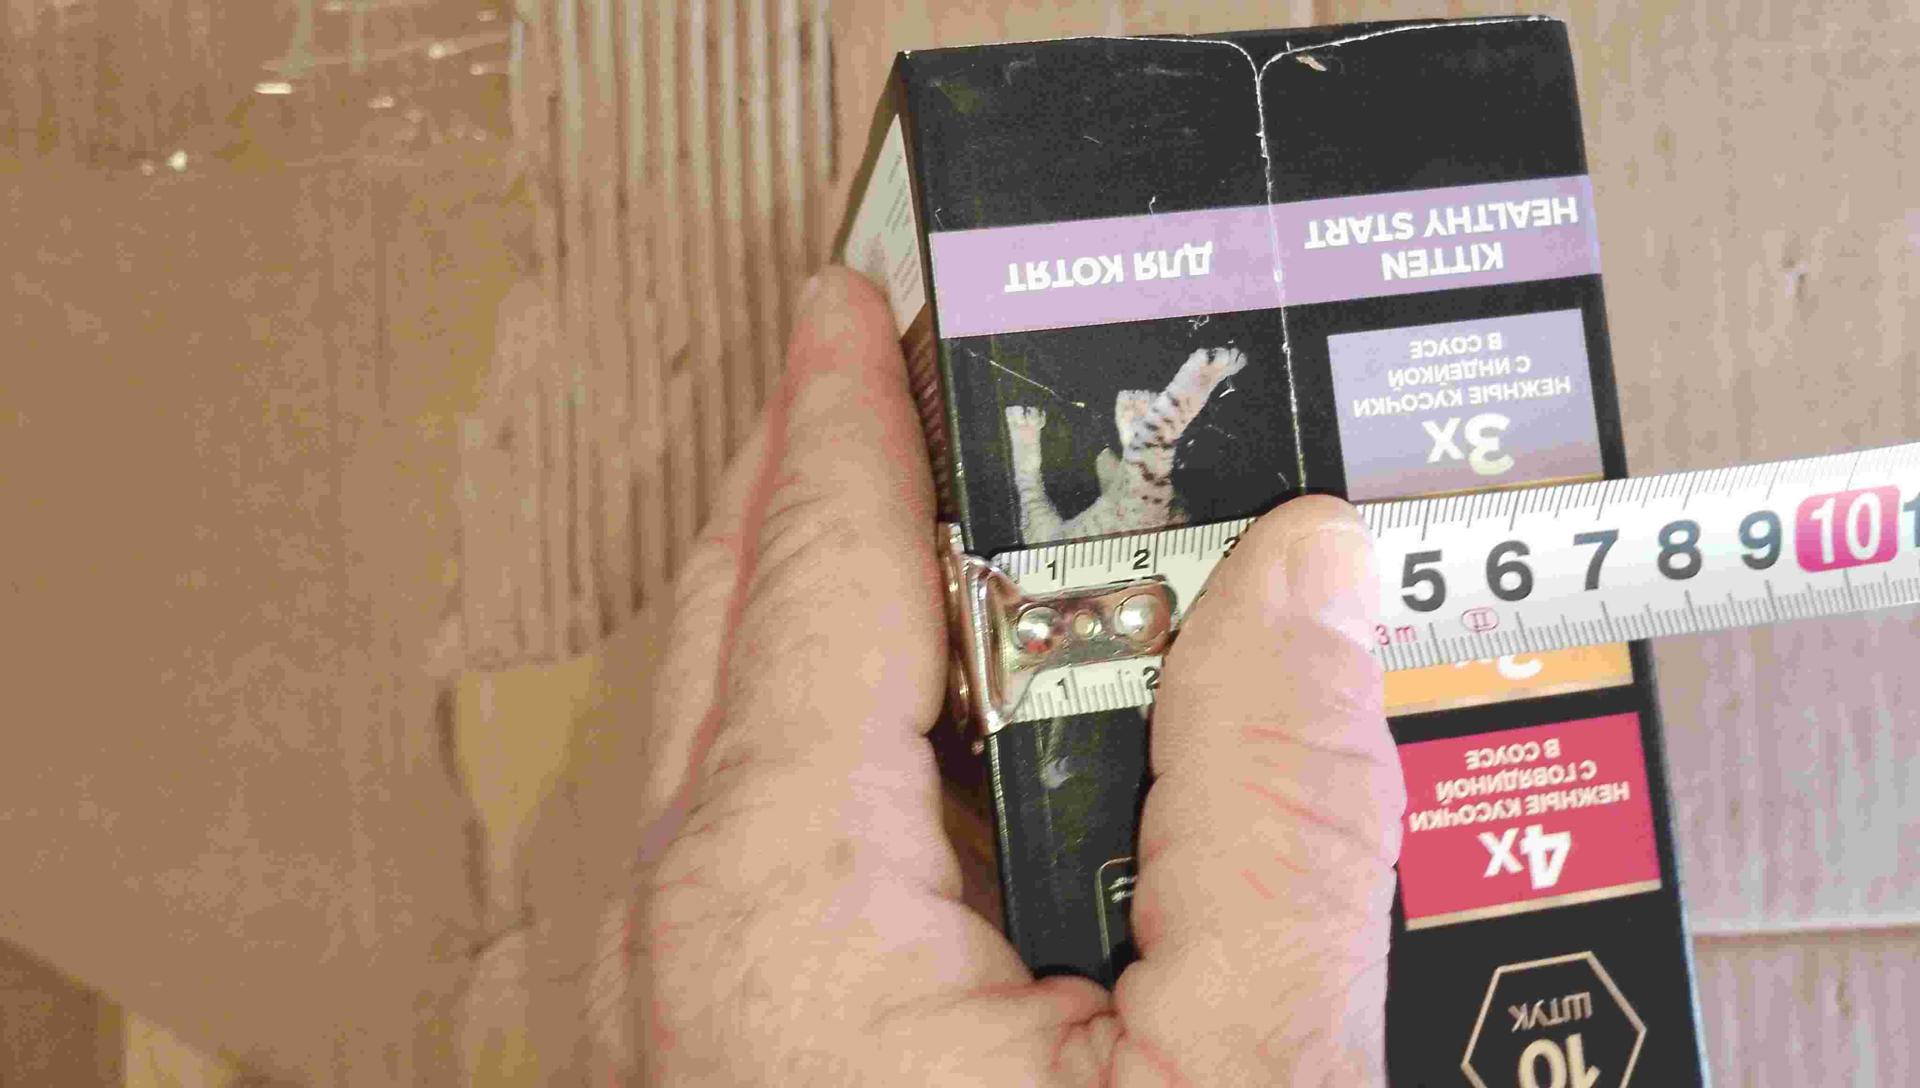 ДЛЯ КОТЯТ
KITTEN
HEALTHY START
3x
НЕЖНЫЕ КУСОЧКИ
С ИНДЕЙКОЙ
В СОУСЕ
1 2 3 5 6 7 8 9 10
3m
II
1 2
4x
НЕЖНЫЕ КУСОЧКИ
С ГОВЯДИНОЙ
В СОУСЕ
10
ШТУК